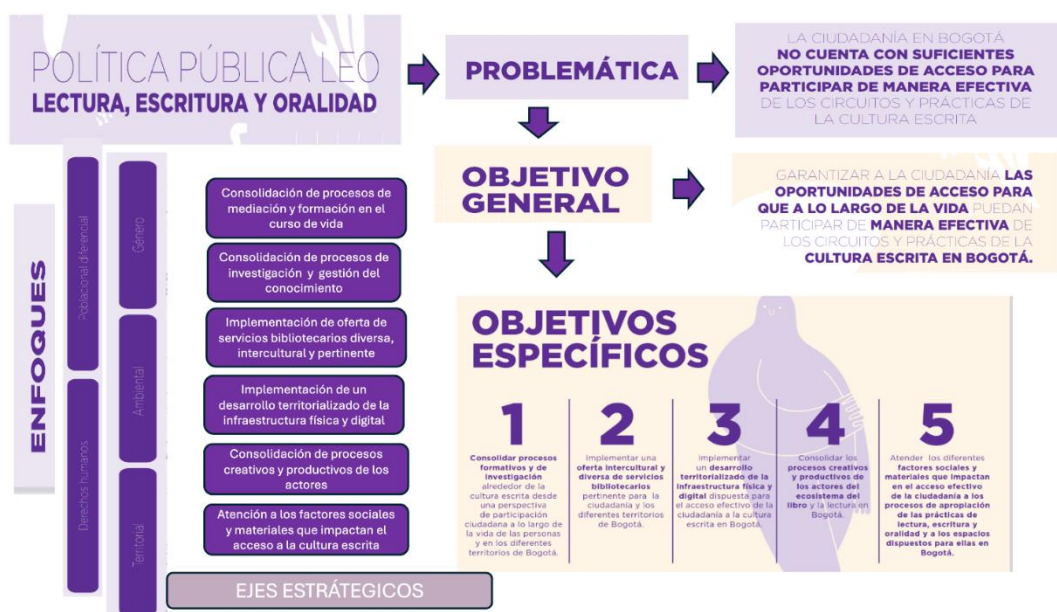 POLÍTICA PÚBLICA LEO
LECTURA, ESCRITURA Y ORALIDAD
PROBLEMÁTICA
LA CIUDADANÍA EN BOGOTÁ
NO CUENTA CON SUFICIENTES
OPORTUNIDADES DE ACCESO PARA
PARTICIPAR DE MANERA EFECTIVA
DE LOS CIRCUITOS Y PRÁCTICAS DE
LA CULTURA ESCRITA
OBJETIVO
GENERAL
GARANTIZAR A LA CIUDADANÍA LAS
OPORTUNIDADES DE ACCESO PARA
QUE A LO LARGO DE LA VIDA PUEDAN
PARTICIPAR DE MANERA EFECTIVA DE
LOS CIRCUITOS Y PRÁCTICAS DE LA
CULTURA ESCRITA EN BOGOTÁ.
ENFOQUES
Poblacional diferencial
Derechos humanos
Género
Ambiental
Territorial
Consolidación de procesos de
mediación y formación en el
curso de vida
Consolidación de procesos de
investigación y gestión del
conocimiento
Implementación de oferta de
servicios bibliotecarios diversa,
intercultural y pertinente
Implementación de un
desarrollo territorializado de la
infraestructura física y digital
Consolidación de procesos
creativos y productivos de los
actores
Atención a los factores sociales
y materiales que impactan el
acceso a la cultura escrita
EJES ESTRÁTEGICOS
OBJETIVOS
ESPECÍFICOS
1
Consolidar procesos
formativos y de
investigación
alrededor de la
cultura escrita desde
una perspectiva
de participación
ciudadana a lo largo de
la vida de las personas
y en los diferentes
territorios de Bogotá.
2
Implementar una
oferta intercultural y
diversa de servicios
bibliotecarios
pertinente para la
ciudadanía y los
diferentes territorios
de Bogotá.
3
Implementar
un desarrollo
territorializado de la
infraestructura física y
digital dispuesta para
el acceso efectivo de la
ciudadanía a la cultura
escrita en Bogotá.
4
Consolidar los
procesos creativos
y productivos de
los actores del
ecosistema del
libro y la lectura en
Bogotá.
5
Atender los diferentes
factores sociales y
materiales que impactan
en el acceso efectivo
de la ciudadanía a los
procesos de apropiación
de las prácticas de
lectura, escritura y
oralidad y a los espacios
dispuestos para ellas en
Bogotá.